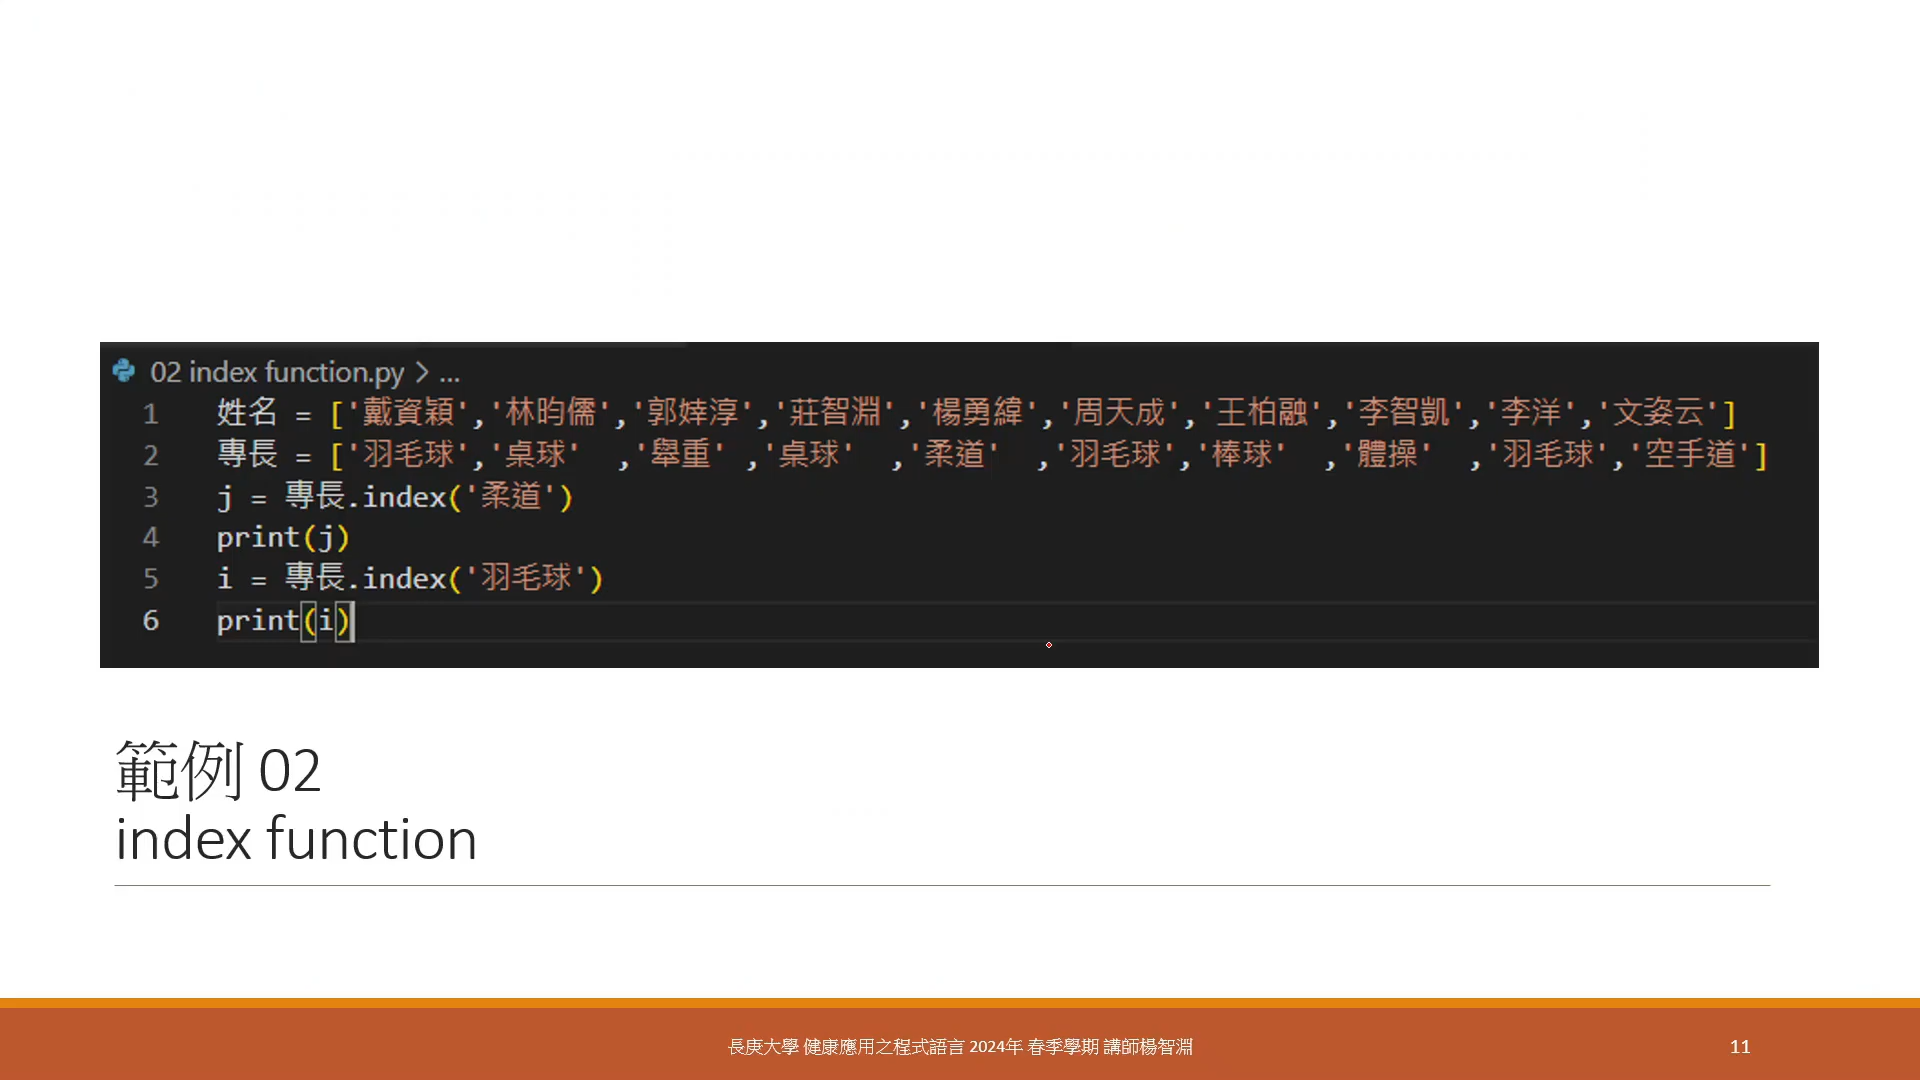 02 index function.py > ...
1 姓名 = ['戴資穎','林昀儒','郭婞淳','莊智淵','楊勇緯','周天成','王柏融','李智凱','李洋','文姿云']
2 專長 = ['羽毛球','桌球'  ,'舉重' ,'桌球'  ,'柔道'  ,'羽毛球','棒球'  ,'體操'  ,'羽毛球','空手道']
3 j = 專長.index('柔道')
4 print(j)
5 i = 專長.index('羽毛球')
6 print(i)
範例 02
index function
長庚大學 健康應用之程式語言 2024年 春季學期 講師楊智淵
11